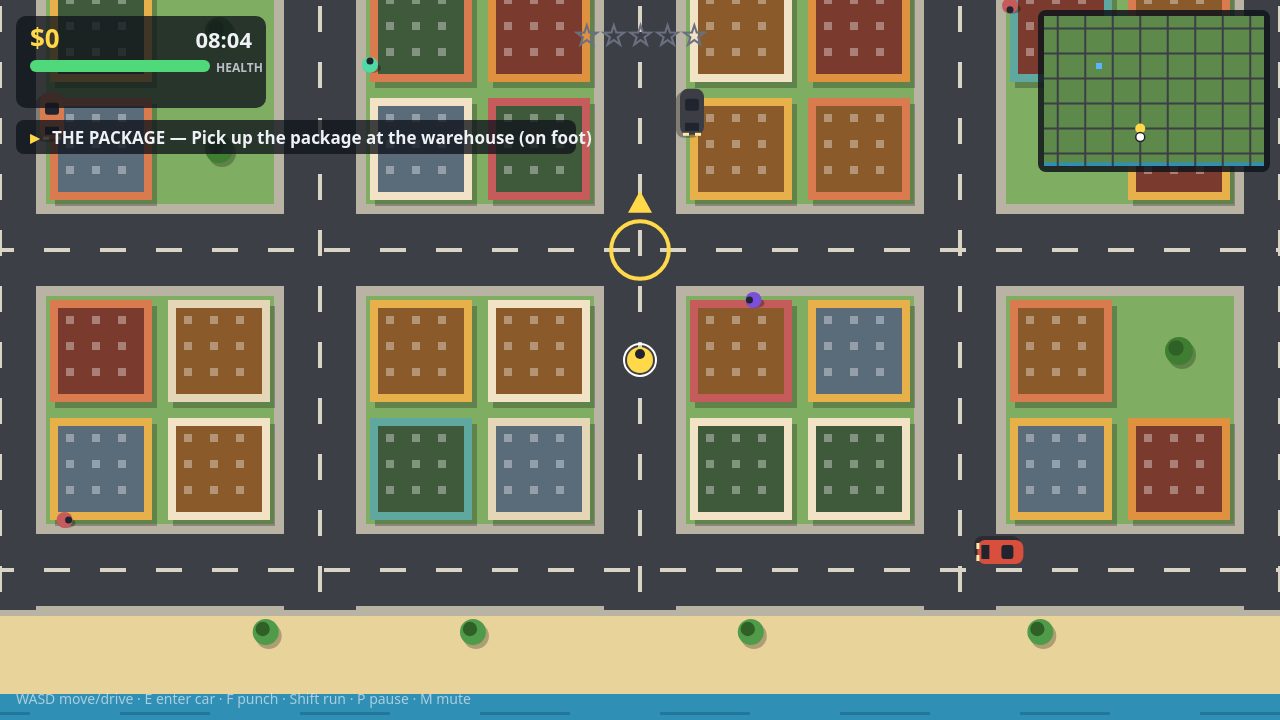 $0
08:04
HEALTH
► THE PACKAGE — Pick up the package at the warehouse (on foot)
WASD move/drive · E enter car · F punch · Shift run · P pause · M mute